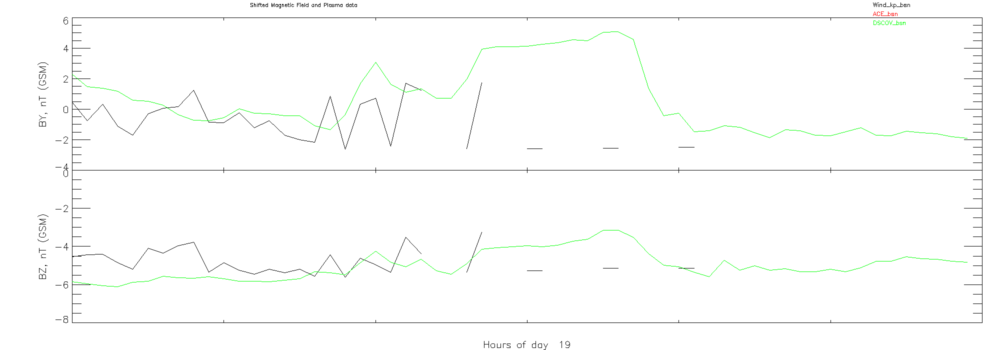 Shifted Magnetic Field and Plasma data
Wind_kp_bsn
ACE_bsn
DSCOV_bsn
6
4
2
0
−2
−4
BY, nT (GSM)
0
−2
−4
−6
−8
BZ, nT (GSM)
Hours of day 19